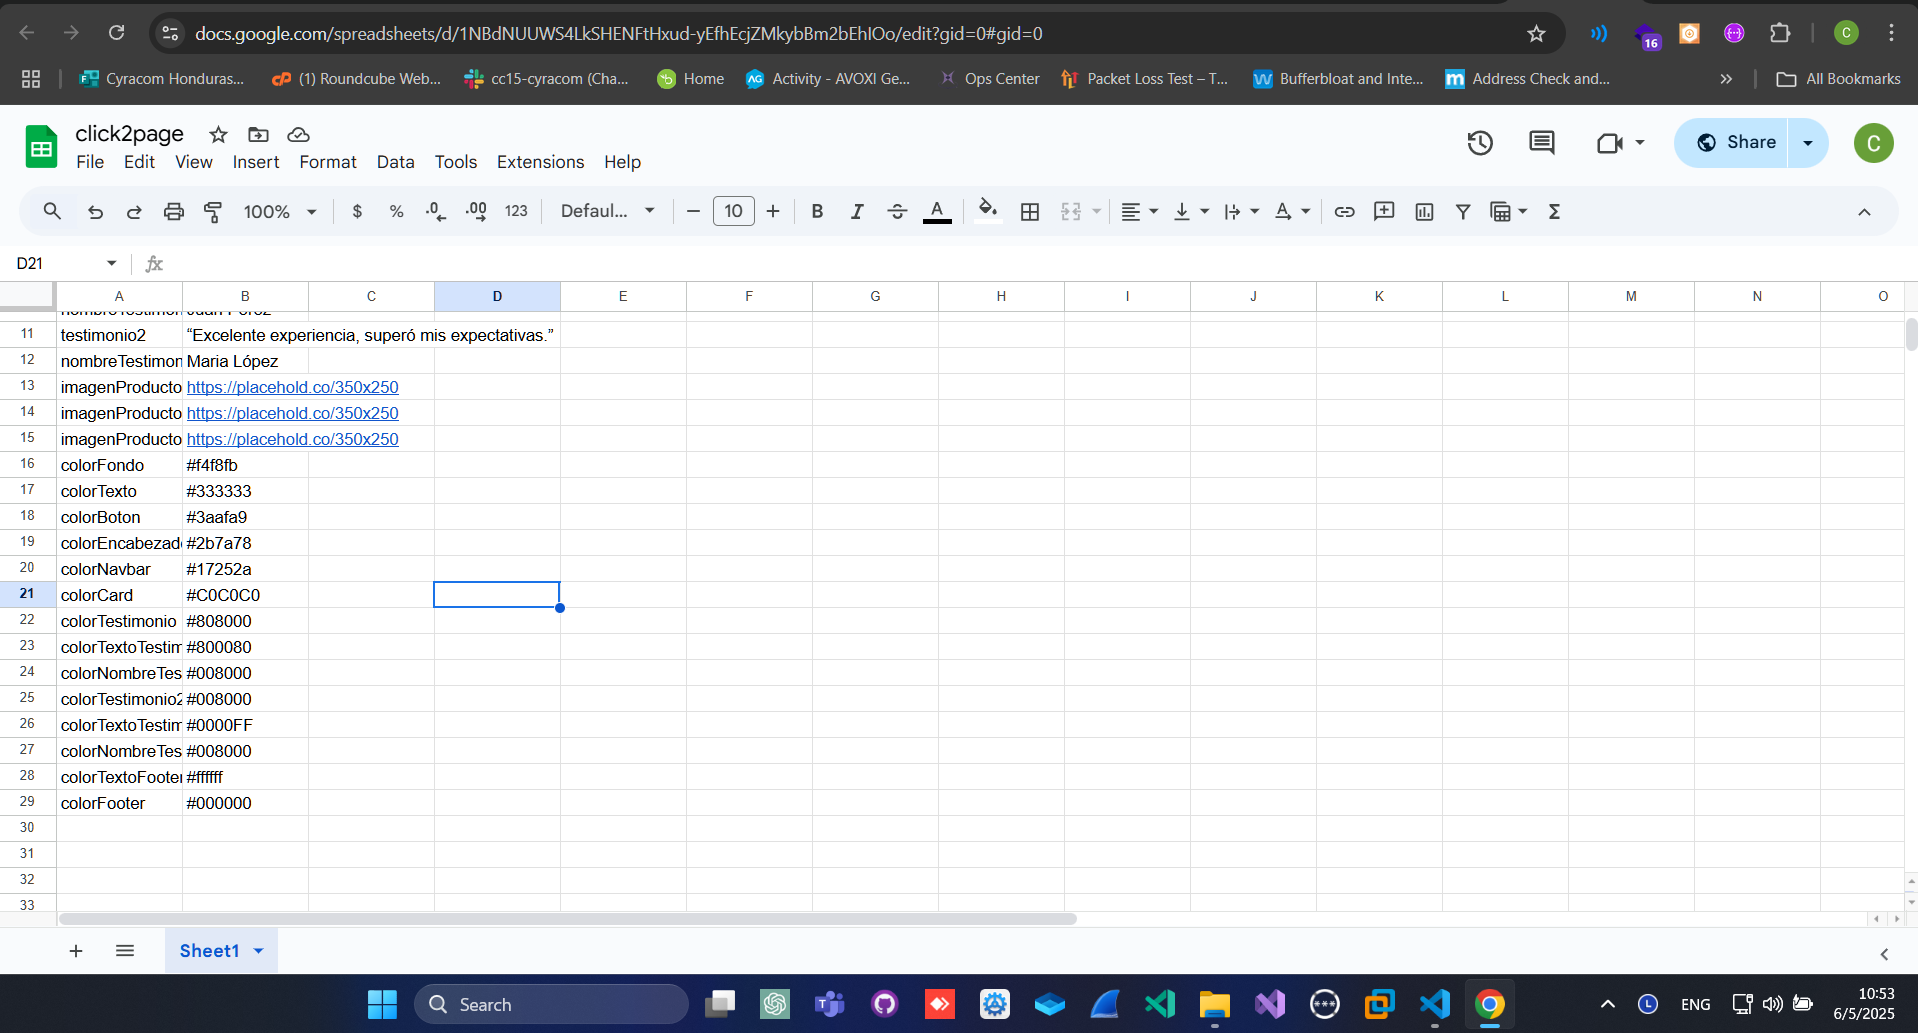 docs.google.com/spreadsheets/d/1NBdNUUWS4LkSHENFtHxud-yEfhEcjZMkybBm2bEhIOo/edit?gid=0#gid=0
16
C
Cyracom Honduras...
(1) Roundcube Web...
cc15-cyracom (Cha...
Home
Activity - AVOXI Ge...
Ops Center
Packet Loss Test – T...
Bufferbloat and Inte...
Address Check and...
All Bookmarks
click2page
File Edit View Insert Format Data Tools Extensions Help
Share
C
100% $ % .0 .00 123 Defaul... 10 B I A
D21 fx
A B C D E F G H I J K L M N O
11 testimonio2 “Excelente experiencia, superó mis expectativas.”
12 nombreTestimon Maria López
13 imagenProducto https://placehold.co/350x250
14 imagenProducto https://placehold.co/350x250
15 imagenProducto https://placehold.co/350x250
16 colorFondo #f4f8fb
17 colorTexto #333333
18 colorBoton #3aafa9
19 colorEncabezad #2b7a78
20 colorNavbar #17252a
21 colorCard #C0C0C0
22 colorTestimonio #808000
23 colorTextoTestim #800080
24 colorNombreTes #008000
25 colorTestimonio2 #008000
26 colorTextoTestim #0000FF
27 colorNombreTes #008000
28 colorTextoFooter #ffffff
29 colorFooter #000000
30
31
32
33
Sheet1
Search
ENG
10:53
6/5/2025